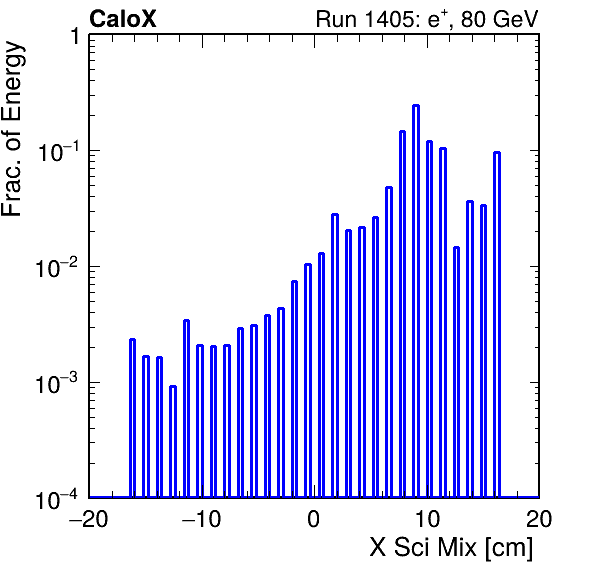 CaloX
Run 1405: e⁺, 80 GeV
Frac. of Energy
1
10⁻¹
10⁻²
10⁻³
10⁻⁴
−20 −10 0 10 20
X Sci Mix [cm]